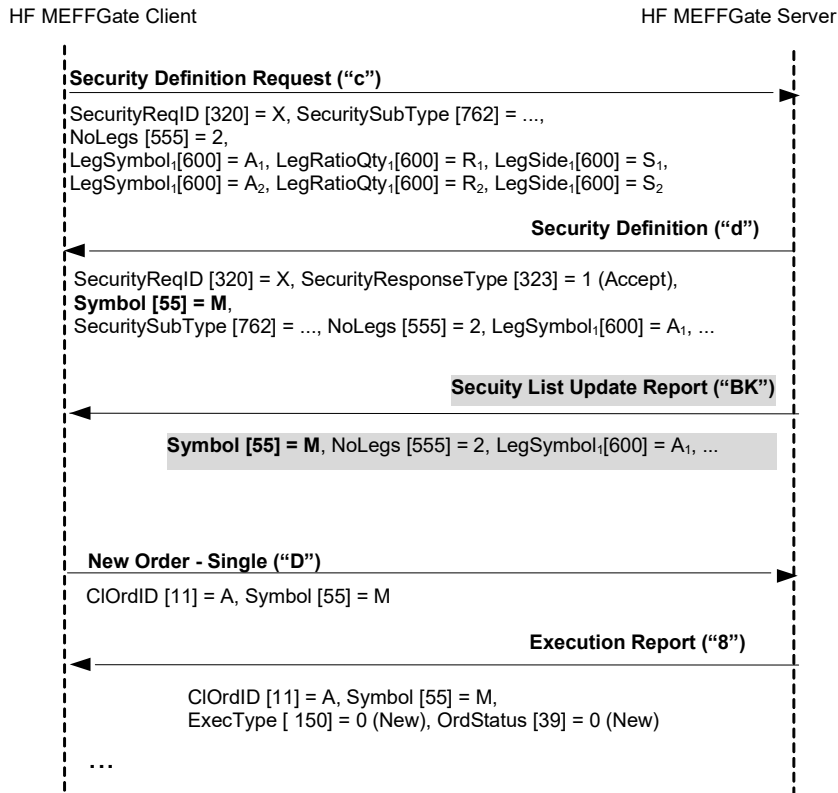 HF MEFFGate Client
HF MEFFGate Server
Security Definition Request (“c”)
SecurityReqID [320] = X, SecuritySubType [762] = ...,
NoLegs [555] = 2,
LegSymbol₁[600] = A₁, LegRatioQty₁[600] = R₁, LegSide₁[600] = S₁,
LegSymbol₁[600] = A₂, LegRatioQty₁[600] = R₂, LegSide₁[600] = S₂
Security Definition (“d”)
SecurityReqID [320] = X, SecurityResponseType [323] = 1 (Accept),
Symbol [55] = M,
SecuritySubType [762] = ..., NoLegs [555] = 2, LegSymbol₁[600] = A₁, ...
Secuity List Update Report (“BK”)
Symbol [55] = M, NoLegs [555] = 2, LegSymbol₁[600] = A₁, ...
New Order - Single (“D”)
ClOrdID [11] = A, Symbol [55] = M
Execution Report (“8”)
ClOrdID [11] = A, Symbol [55] = M,
ExecType [ 150] = 0 (New), OrdStatus [39] = 0 (New)
...